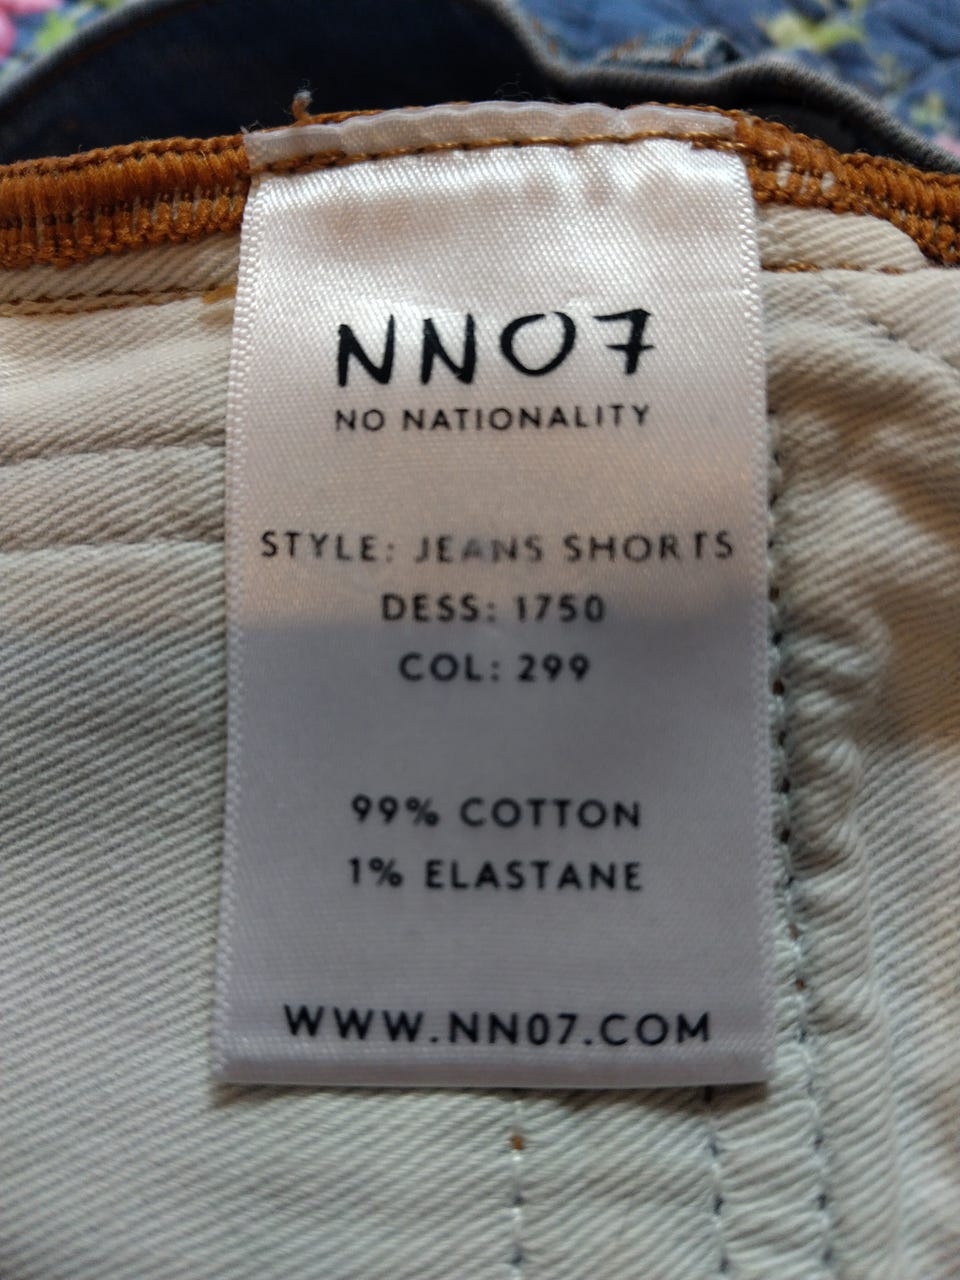 NN07
NO NATIONALITY
STYLE: JEANS SHORTS
DESS: 1750
COL: 299
99% COTTON
1% ELASTANE
WWW.NN07.COM